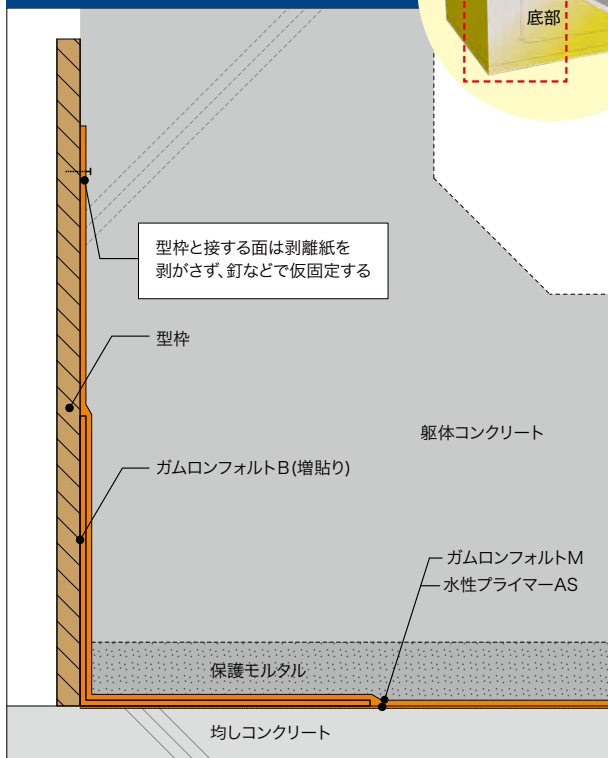 底部
型枠と接する面は剥離紙を
剥がさず、釘などで仮固定する
型枠
躯体コンクリート
ガムロンフォルトB(増貼り)
ガムロンフォルトM
水性プライマーAS
保護モルタル
均しコンクリート